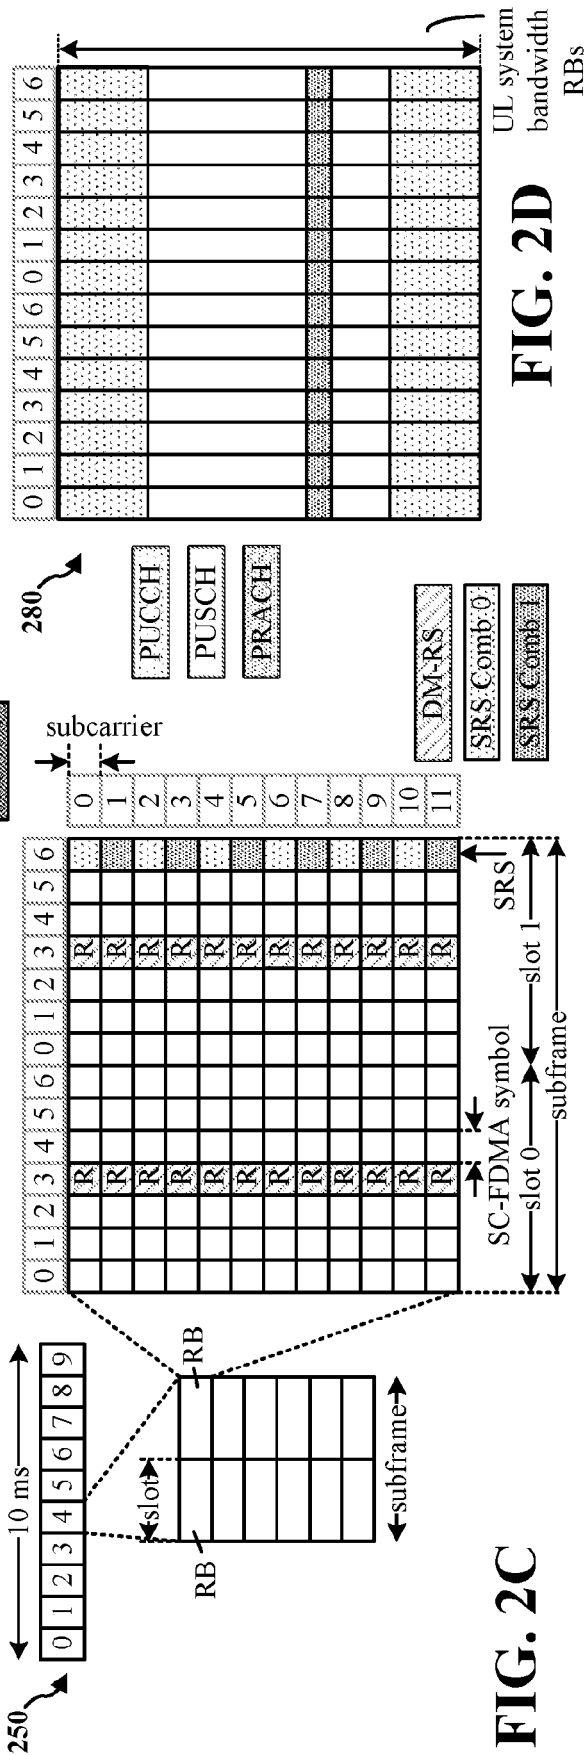 250
10 ms
0 1 2 3 4 5 6 7 8 9
slot
RB
RB
subframe
FIG. 2C
0 1 2 3 4 5 6 0 1 2 3 4 5 6
subcarrier
R R 0
R R 1
R R 2
R R 3
R R 4
R R 5
R R 6
R R 7
R R 8
R R 9
R R 10
R R 11
SC-FDMA symbol
SRS
slot 0
slot 1
subframe
DM-RS
SRS Comb 0
SRS Comb 1
280
PUCCH
PUSCH
PRACH
0 1 2 3 4 5 6 0 1 2 3 4 5 6
UL system
bandwidth
RBs
FIG. 2D